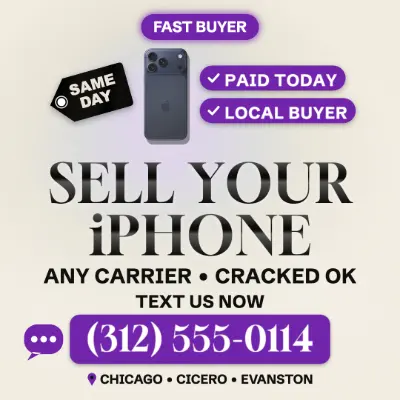 FAST BUYER
SAME
DAY
PAID TODAY
LOCAL BUYER
SELL YOUR
iPHONE
ANY CARRIER • CRACKED OK
TEXT US NOW
(312) 555-0114
CHICAGO • CICERO • EVANSTON